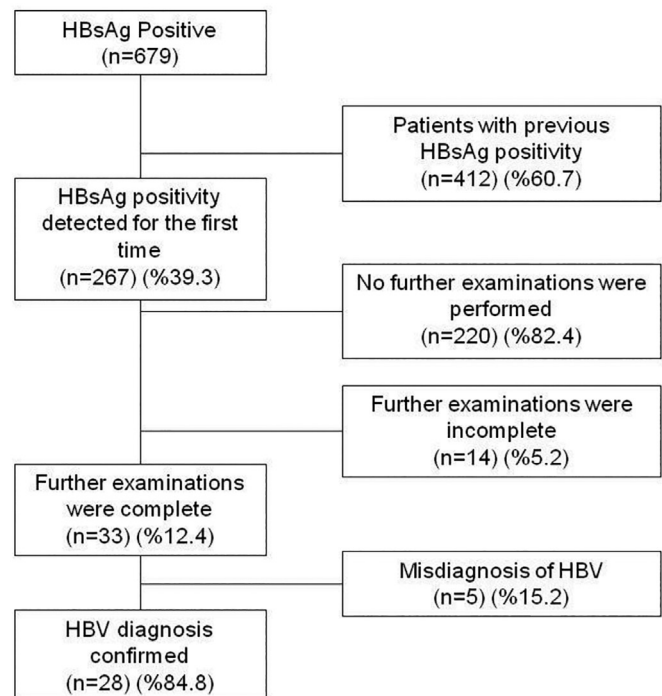 HBsAg Positive
(n=679)
Patients with previous
HBsAg positivity
(n=412) (%60.7)
HBsAg positivity
detected for the first
time
(n=267) (%39.3)
No further examinations were
performed
(n=220) (%82.4)
Further examinations were
incomplete
(n=14) (%5.2)
Further examinations
were complete
(n=33) (%12.4)
Misdiagnosis of HBV
(n=5) (%15.2)
HBV diagnosis
confirmed
(n=28) (%84.8)